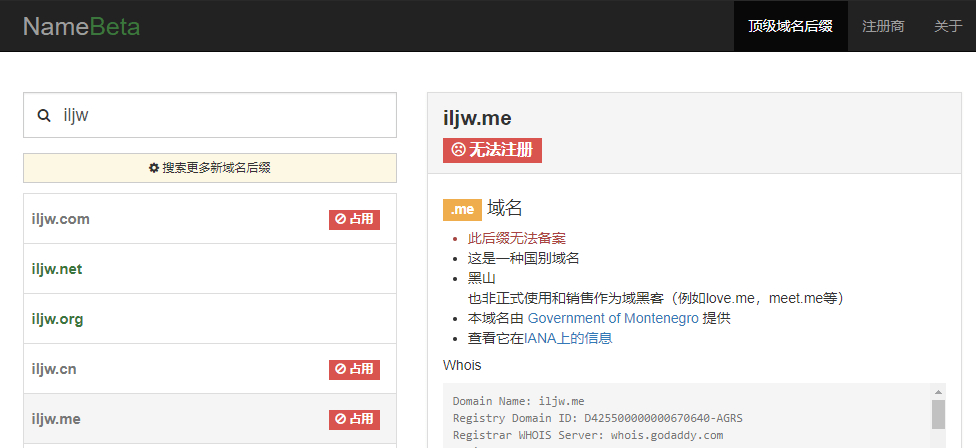 NameBeta
顶级域名后缀
注册商
关于
iljw
搜索更多新域名后缀
iljw.com
占用
iljw.net
iljw.org
iljw.cn
占用
iljw.me
占用
iljw.me
无法注册
.me 域名
此后缀无法备案
这是一种国别域名
黑山
也非正式使用和销售作为域黑客（例如love.me，meet.me等）
本域名由 Government of Montenegro 提供
查看它在IANA上的信息
Whois
Domain Name: iljw.me
Registry Domain ID: D425500000000670640-AGRS
Registrar WHOIS Server: whois.godaddy.com